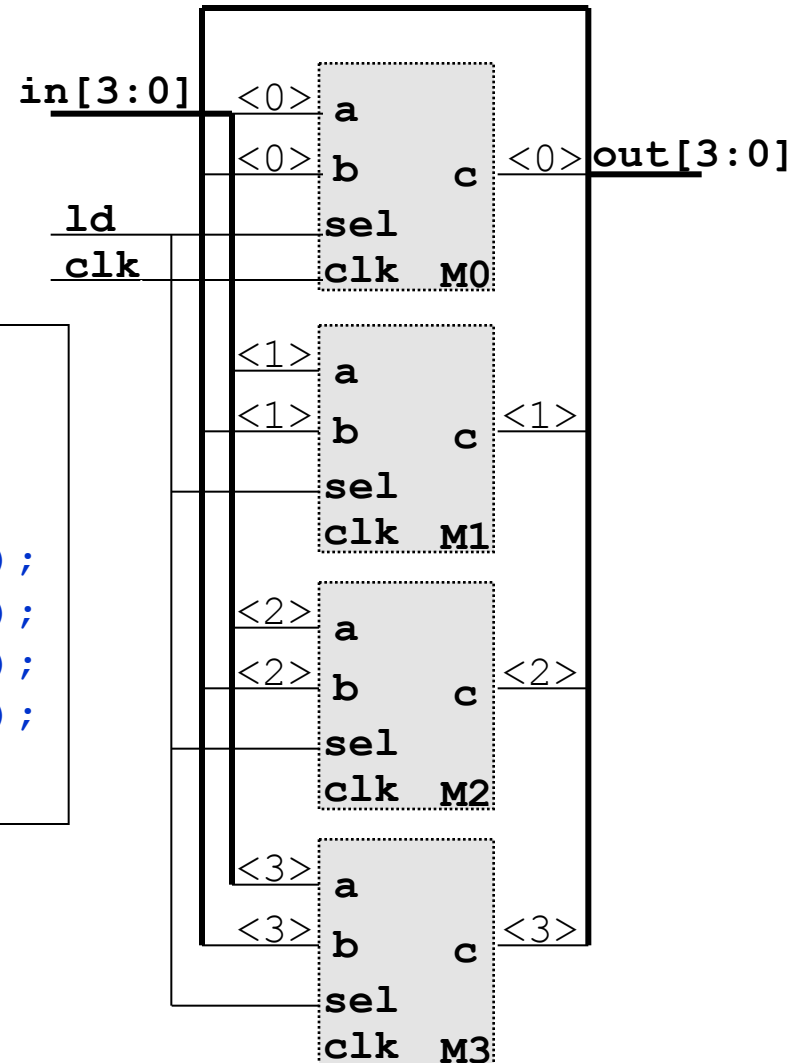 in[3:0]
<0> a
<0> b c <0> out[3:0]
ld sel
clk clk M0
<1> a
<1> b c <1>
sel
clk M1
);
);
);
);
<2> a
<2> b c <2>
sel
clk M2
<3> a
<3> b c <3>
sel
clk M3